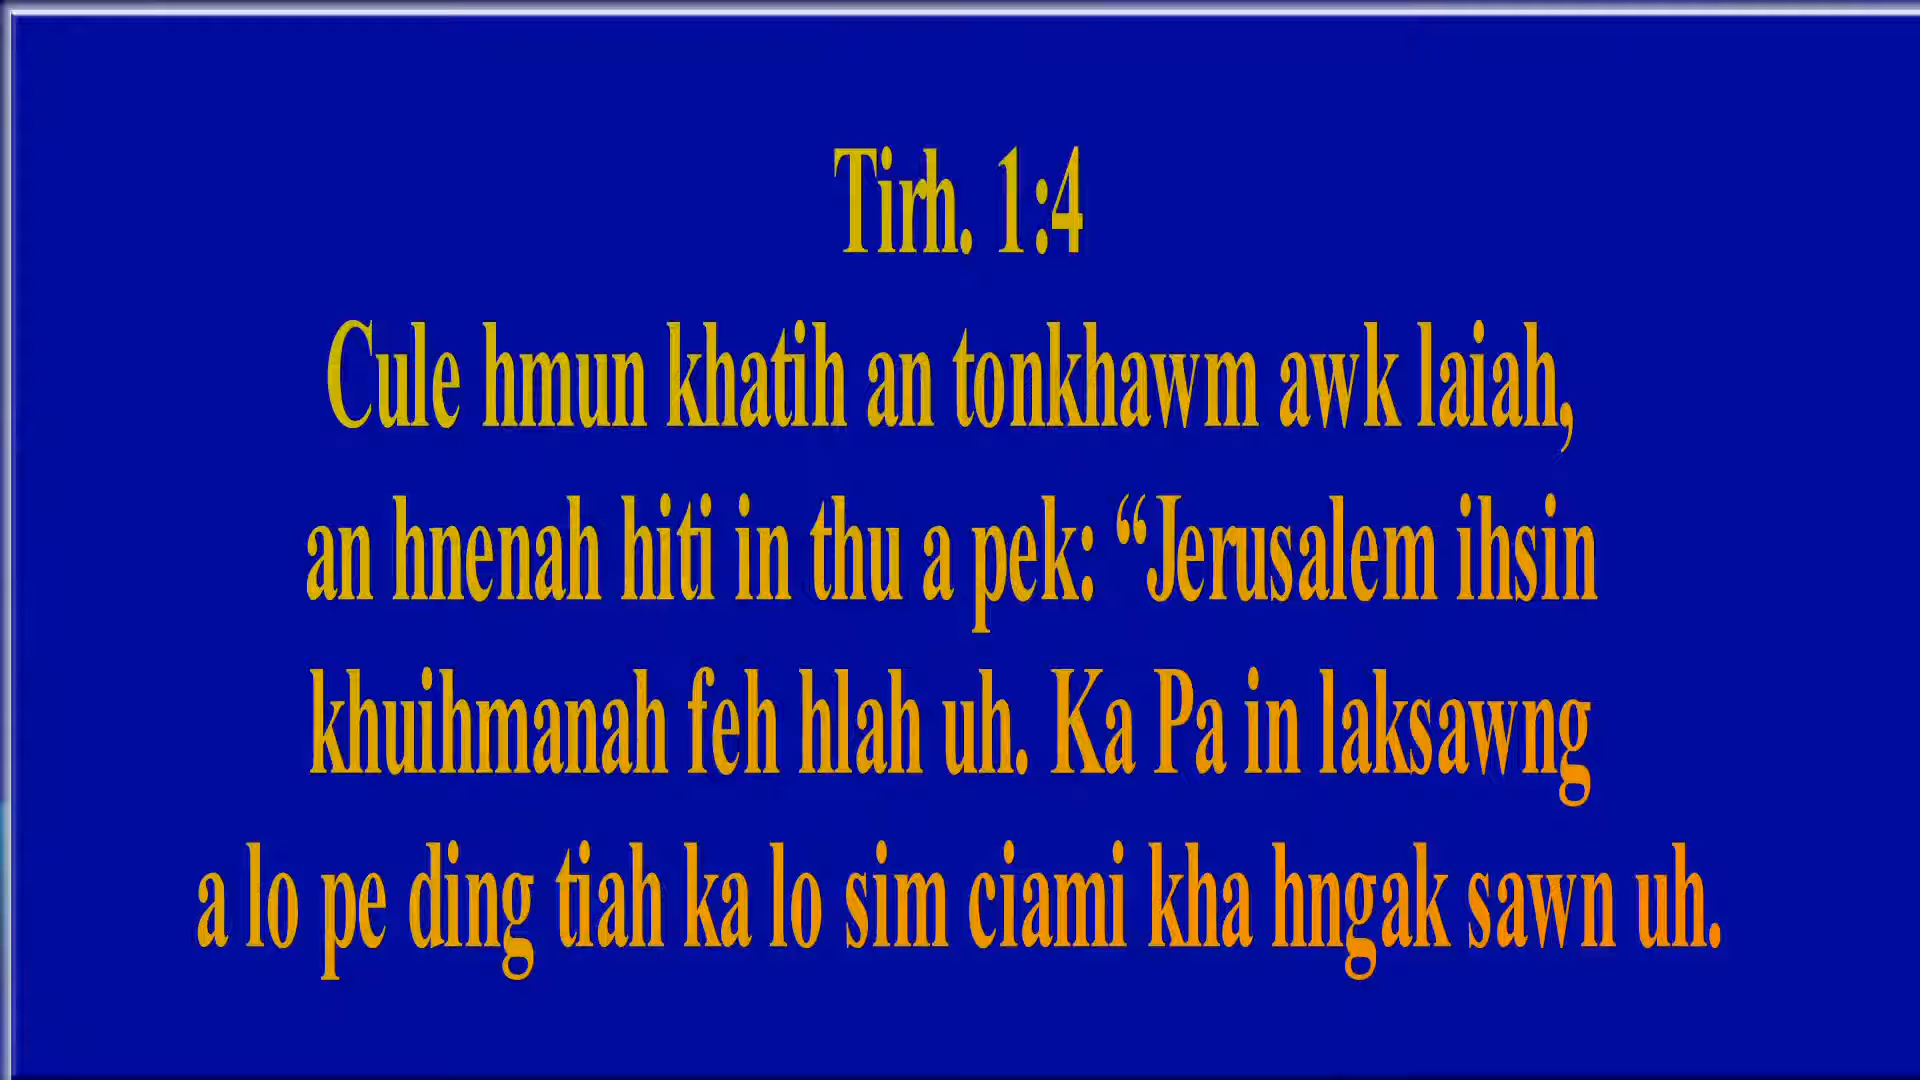 Tirh. 1:4
Cule hmun khatih an tonkhawm awk laiah,
an hnenah hiti in thu a pek: “Jerusalem ihsin
khuihmanah feh hlah uh. Ka Pa in laksawng
a lo pe ding tiah ka lo sim ciami kha hngak sawn uh.